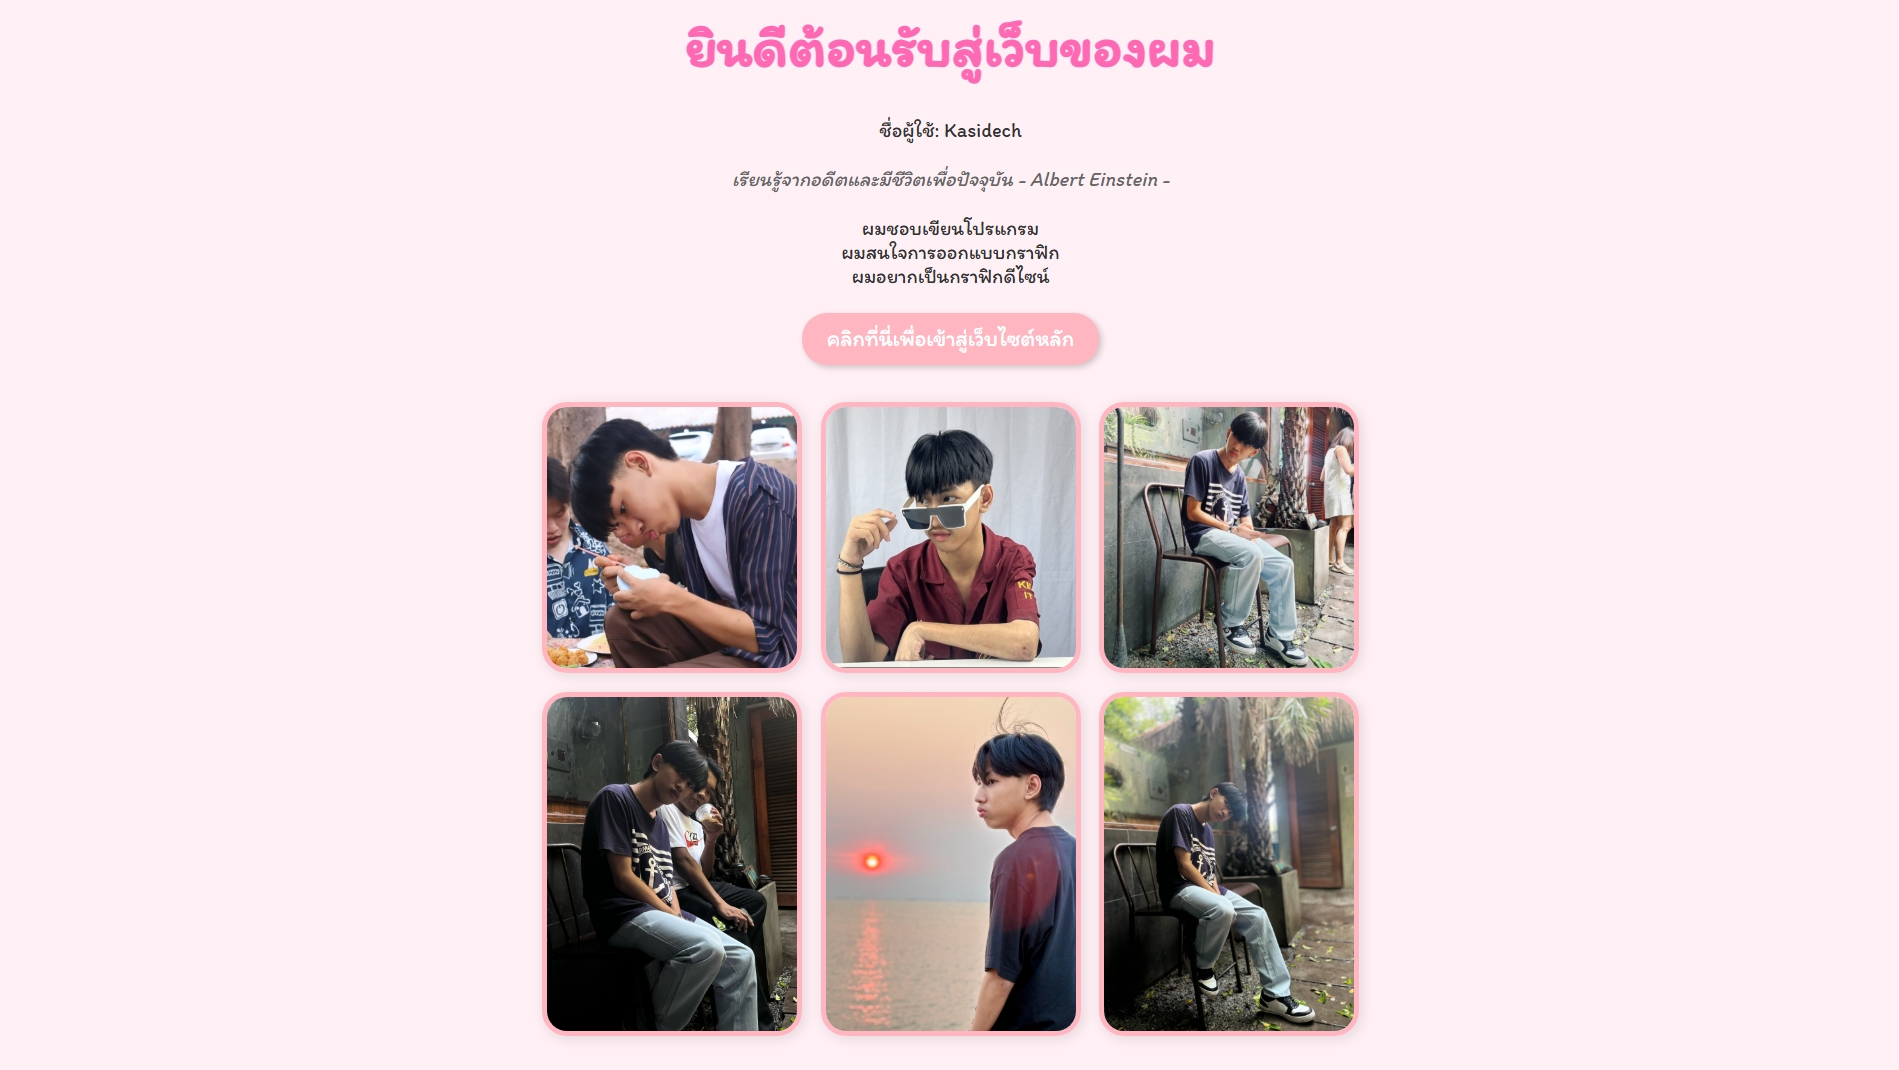 ยินดีต้อนรับสู่เว็บของผม
ชื่อผู้ใช้: Kasidech
เรียนรู้จากอดีตและมีชีวิตเพื่อปัจจุบัน - Albert Einstein -
ผมชอบเขียนโปรแกรม
ผมสนใจการออกแบบกราฟิก
ผมอยากเป็นกราฟิกดีไซน์
คลิกที่นี่เพื่อเข้าสู่เว็บไซต์หลัก